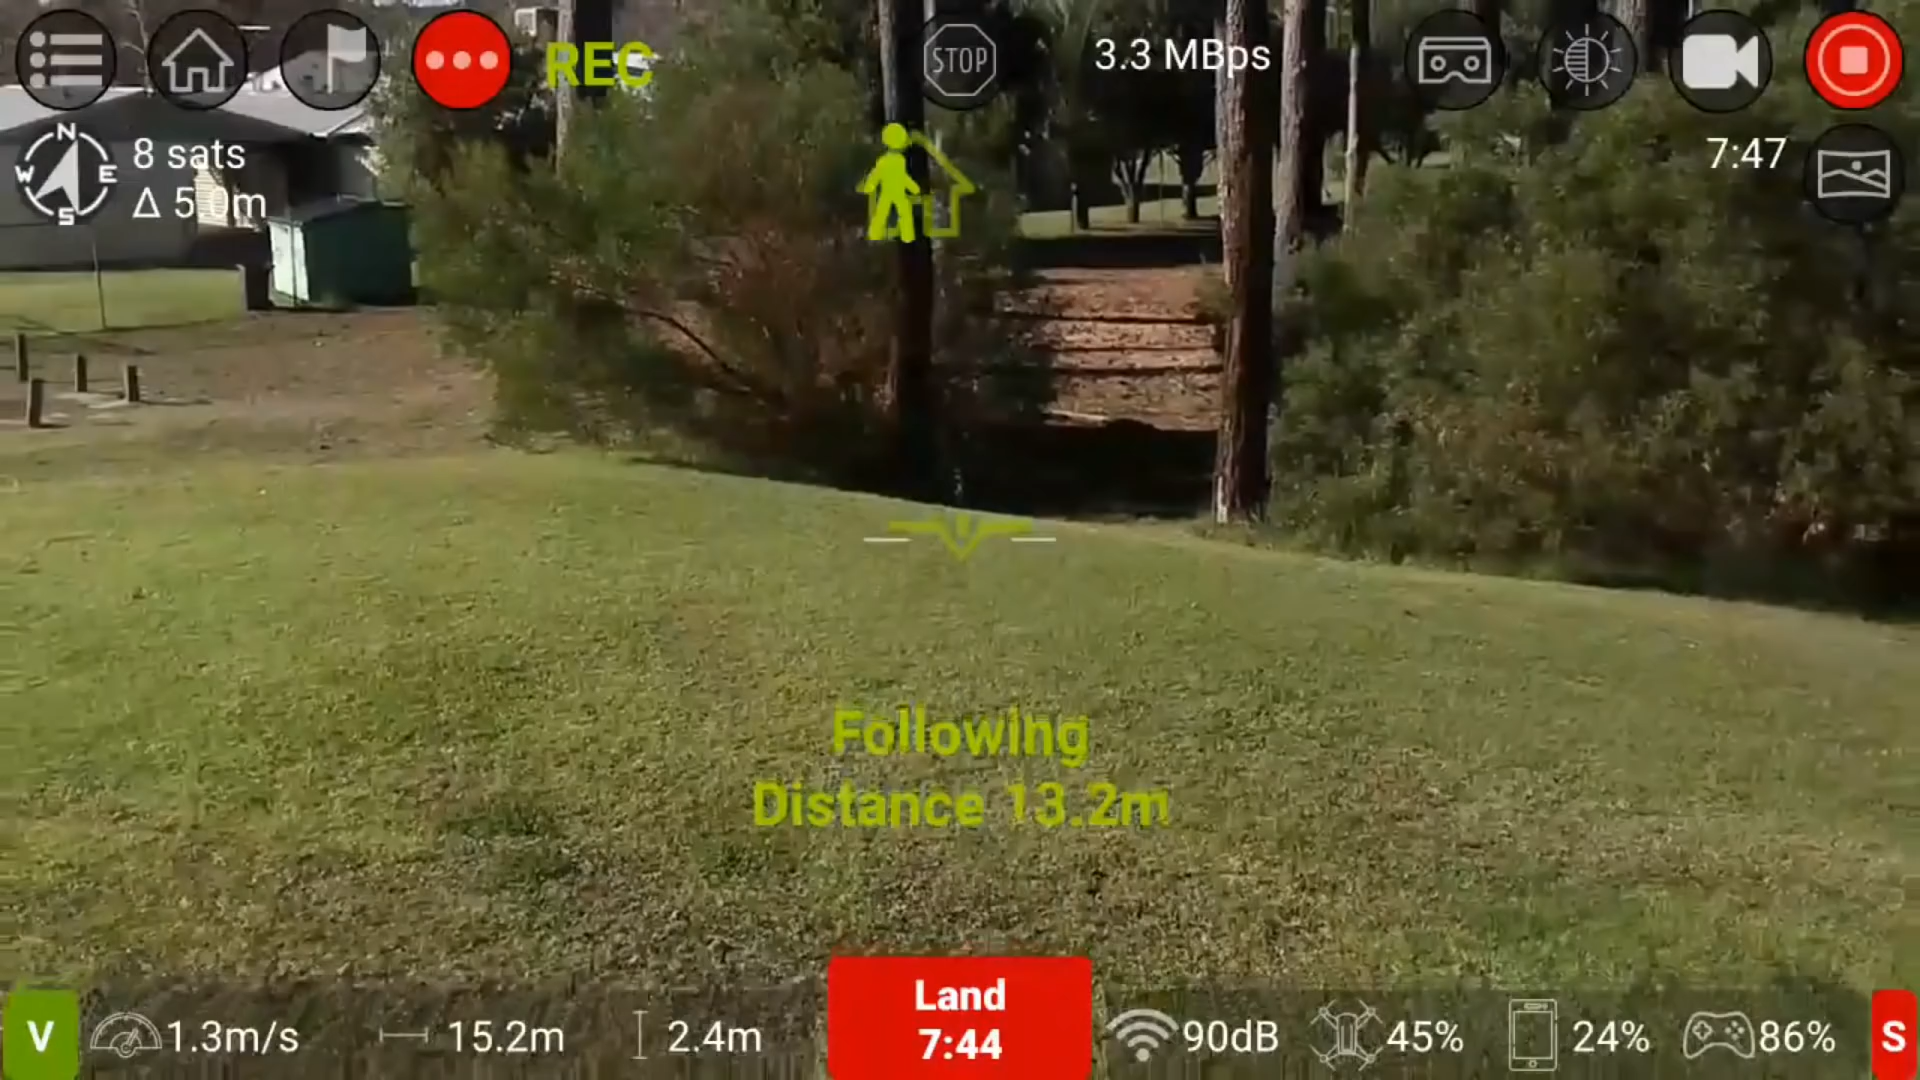 REC
STOP
3.3 MBps
N
W E
S
8 sats
Δ 5.0m
7:47
Following
Distance 13.2m
V
1.3m/s
15.2m
2.4m
Land
7:44
90dB
45%
24%
86%
S